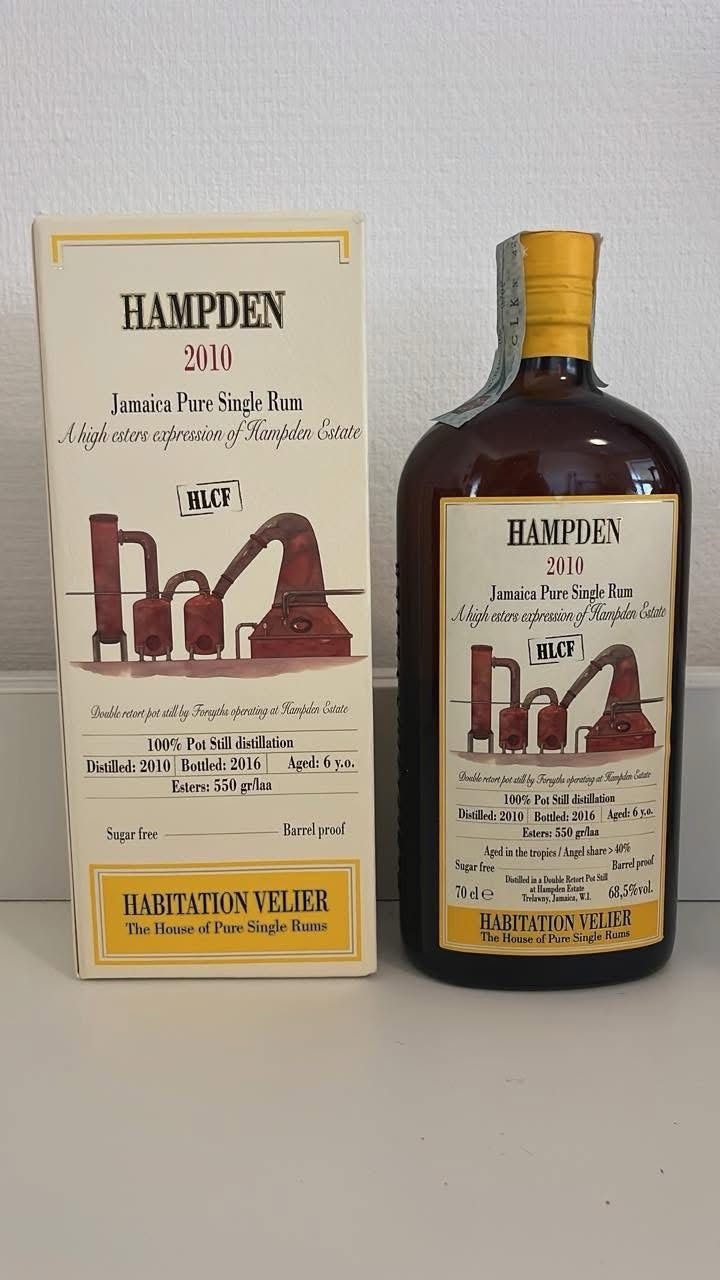 HAMPDEN
2010
Jamaica Pure Single Rum
A high esters expression of Hampden Estate
HLCF
Double retort pot still by Forsyths operating at Hampden Estate
100% Pot Still distillation
Distilled: 2010 Bottled: 2016 Aged: 6 y.o.
Esters: 550 gr/laa
Sugar free Barrel proof
HABITATION VELIER
The House of Pure Single Rums
HAMPDEN
2010
Jamaica Pure Single Rum
A high esters expression of Hampden Estate
HLCF
Double retort pot still by Forsyths operating at Hampden Estate
100% Pot Still distillation
Distilled: 2010 Bottled: 2016 Aged: 6 y.o.
Esters: 550 gr/laa
Aged in the tropics / Angel share > 40%
Sugar free Barrel proof
Distilled in a Double Retort Pot Still
at Hampden Estate
Trelawny, Jamaica, W.I.
70 cl ℮ 68,5%vol.
HABITATION VELIER
The House of Pure Single Rums